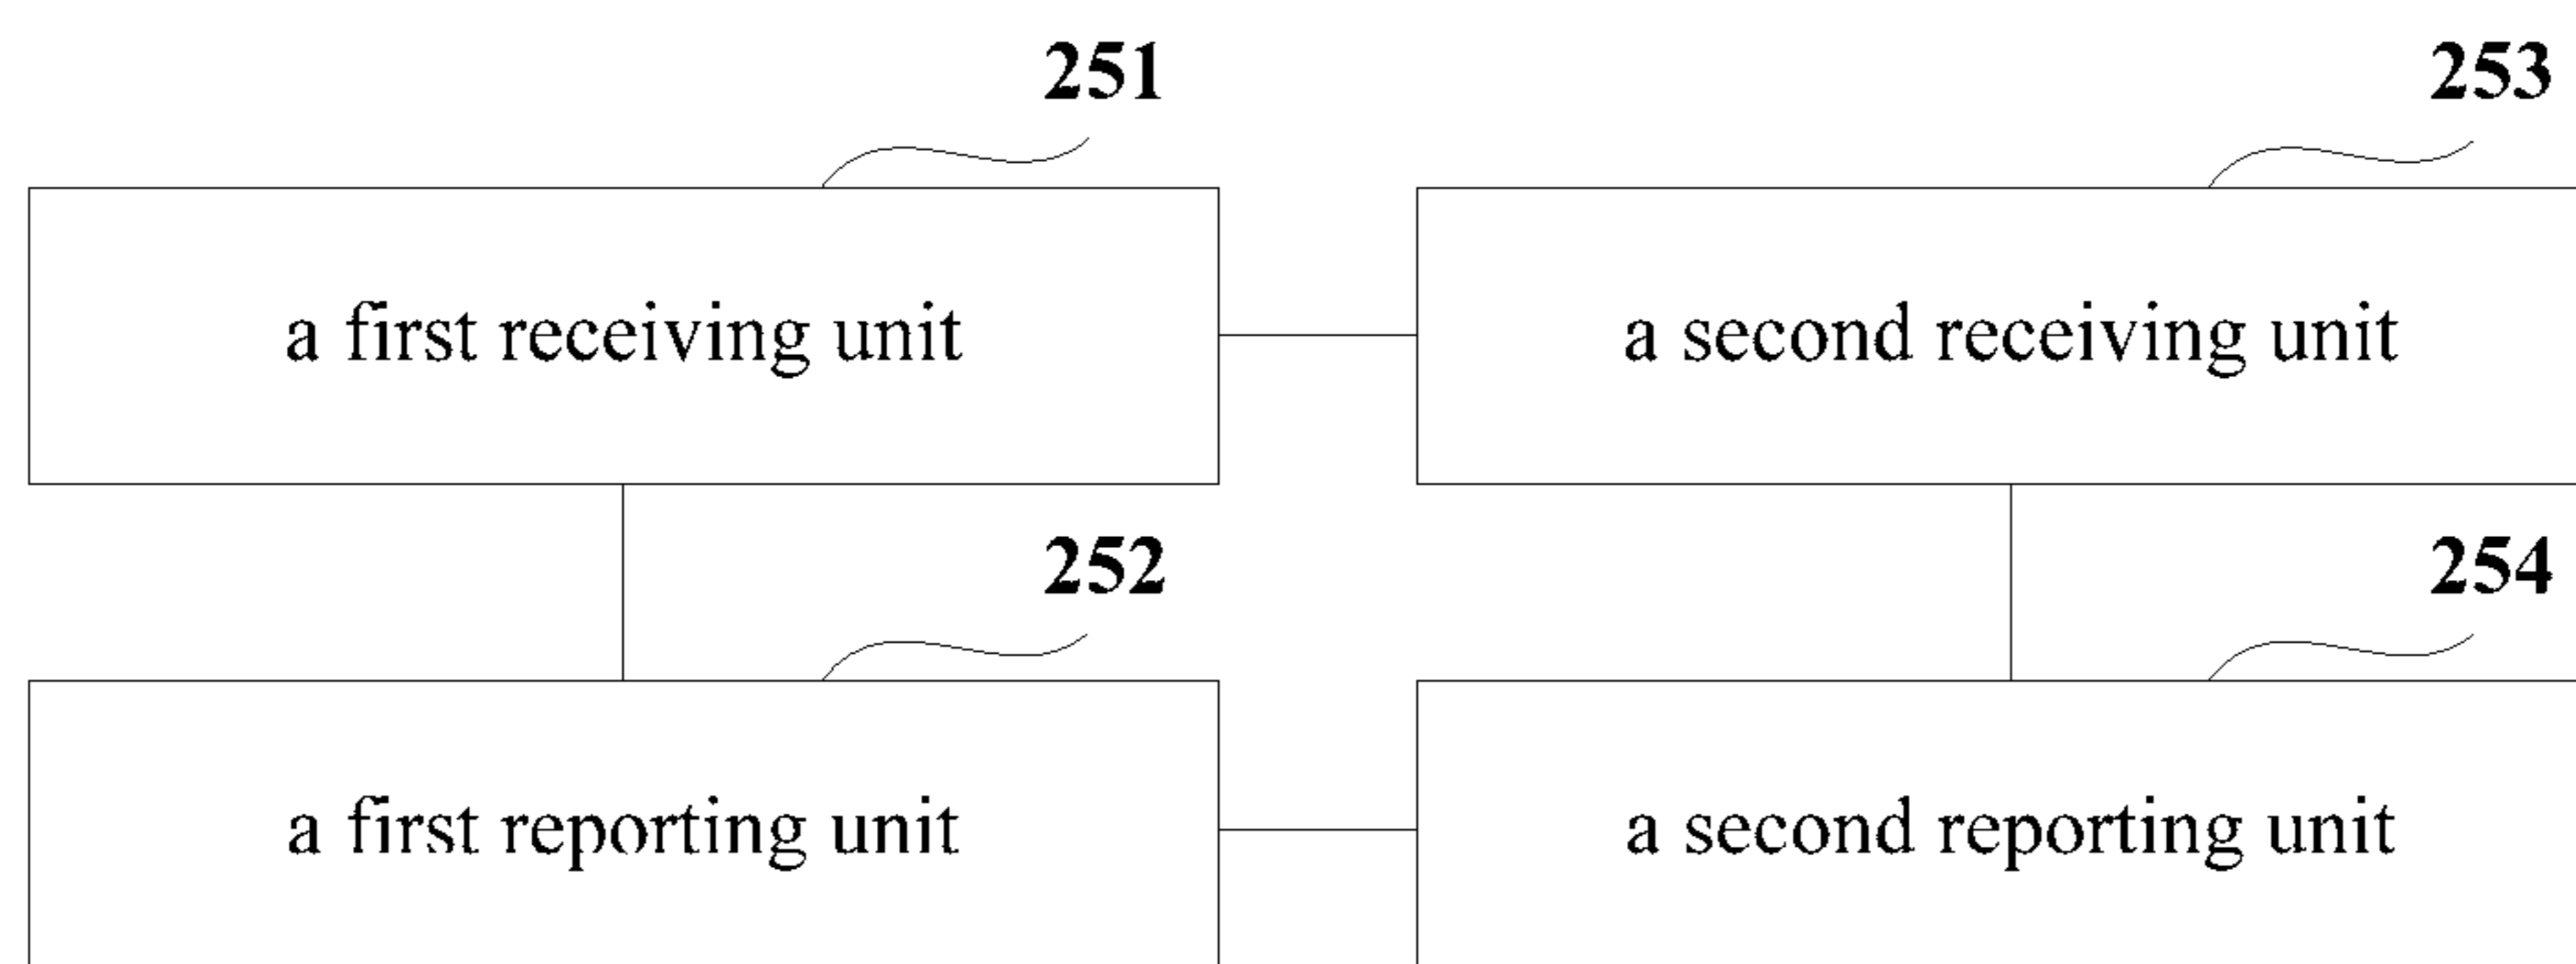 251
253
a first receiving unit
a second receiving unit
252
254
a first reporting unit
a second reporting unit